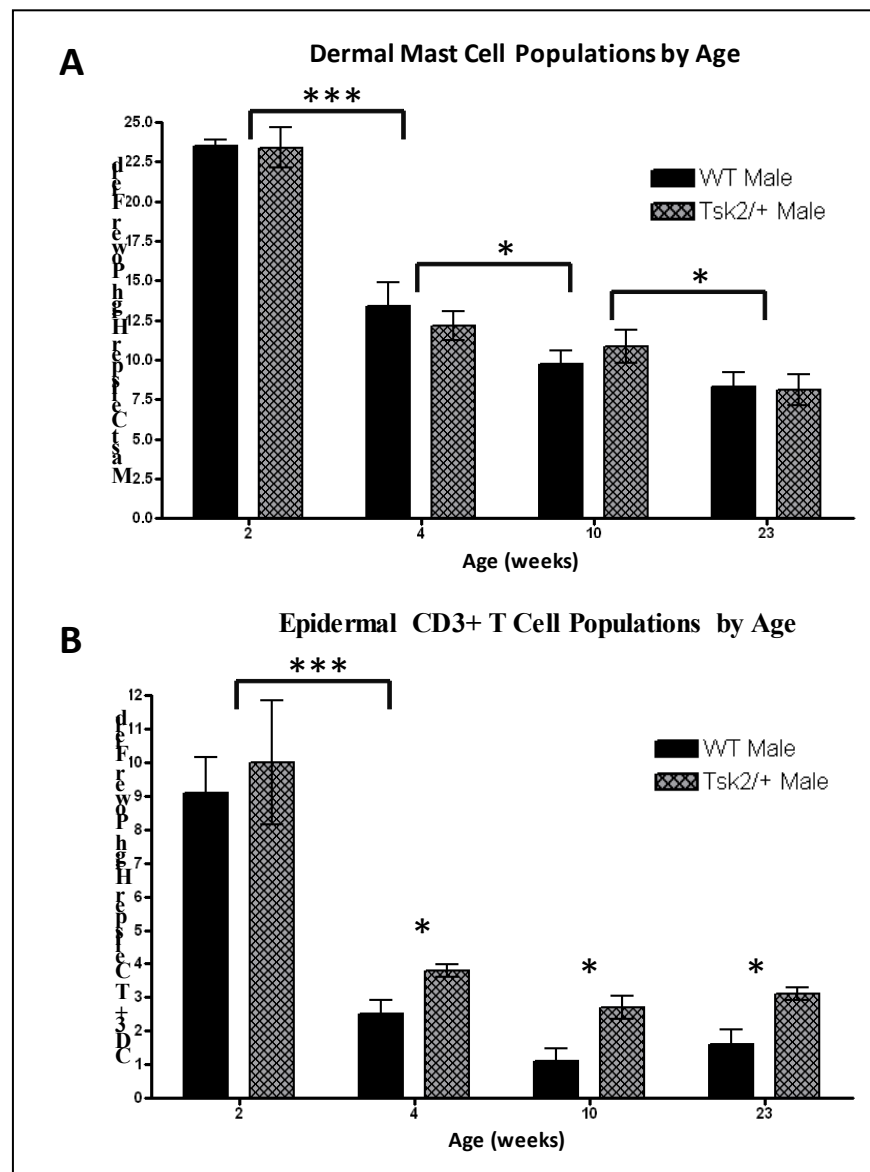 A
Dermal Mast Cell Populations by Age
***
25.0
22.5
20.0
17.5
15.0
12.5
10.0
7.5
5.0
2.5
0.0
*
*
WT Male
Tsk2/+ Male
2 4 10 23
Age (weeks)
B
Epidermal CD3+ T Cell Populations by Age
***
12
11
10
9
8
7
6
5
4
3
2
1
0
WT Male
Tsk2/+ Male
* * *
2 4 10 23
Age (weeks)